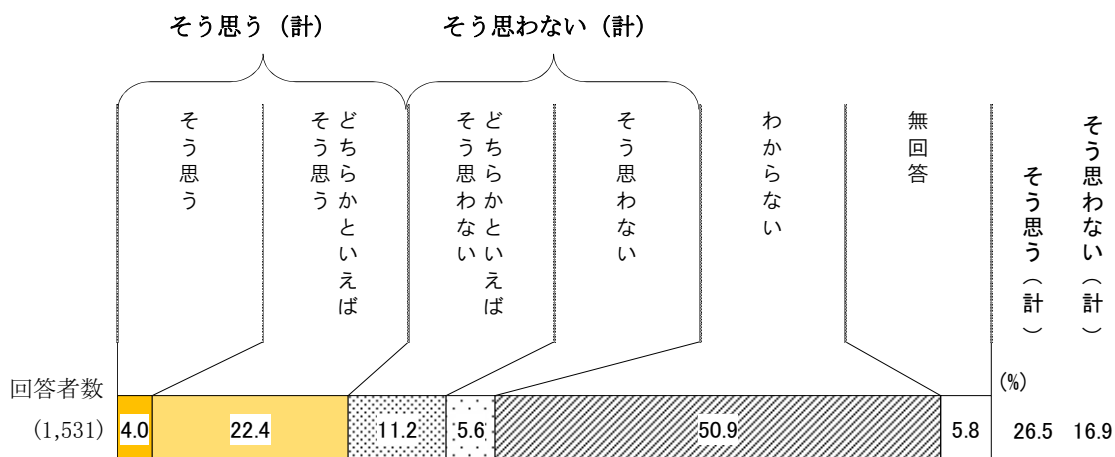 そう思う（計）
そう思わない（計）
そう思う
どちらかといえば
そう思う
どちらかといえば
そう思わない
そう思わない
わからない
無回答
そう思う（計）
そう思わない（計）
(%)
回答者数
(1,531)
4.0
22.4
11.2
5.6
50.9
5.8
26.5
16.9